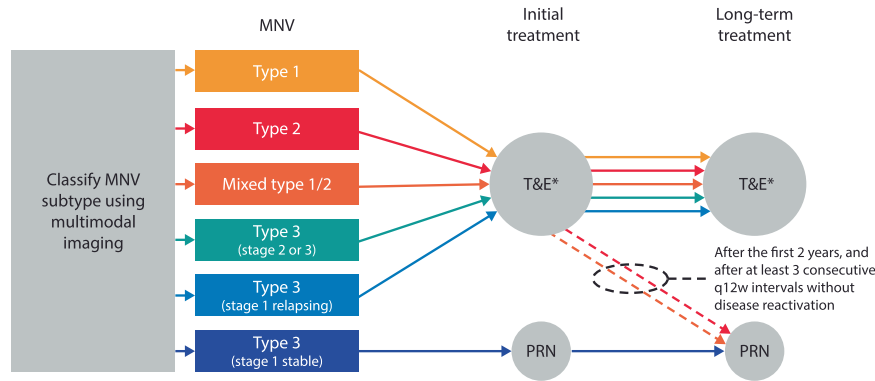 MNV
Initial
treatment
Long-term
treatment
Classify MNV
subtype using
multimodal
imaging
Type 1
Type 2
Mixed type 1/2
Type 3
(stage 2 or 3)
Type 3
(stage 1 relapsing)
Type 3
(stage 1 stable)
T&E*
T&E*
After the first 2 years, and
after at least 3 consecutive
q12w intervals without
disease reactivation
PRN
PRN